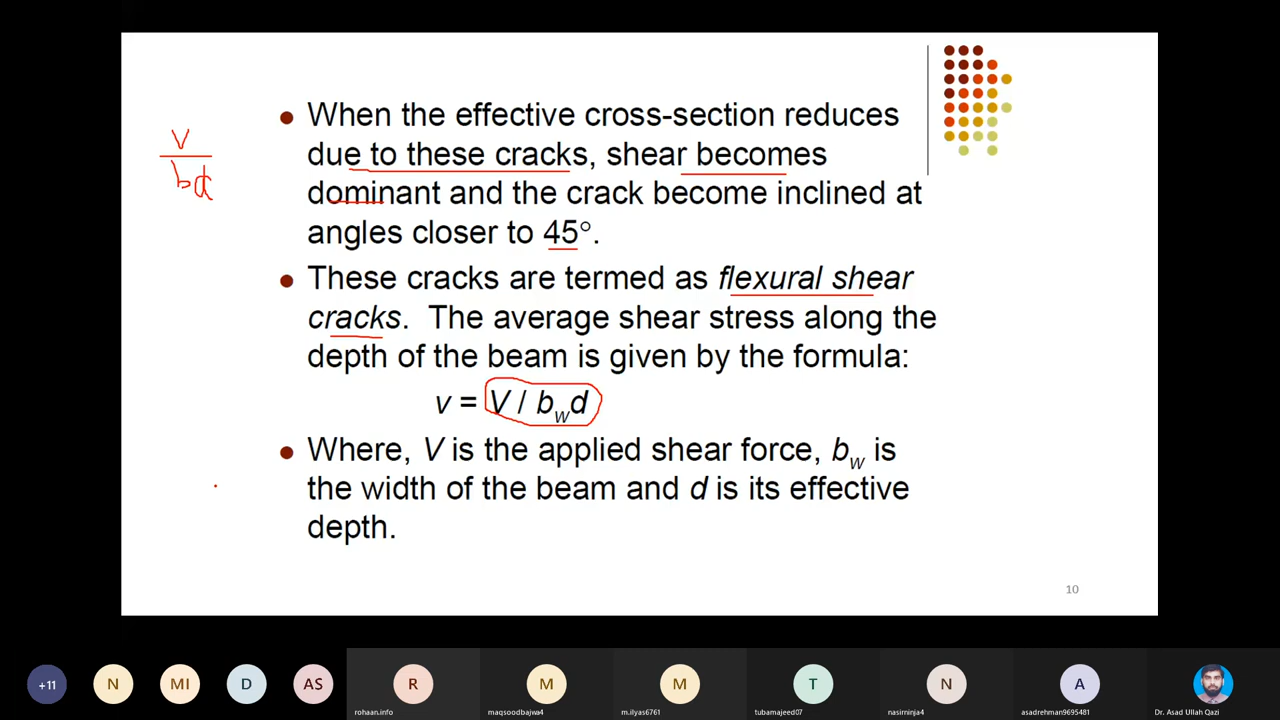 V
bd
When the effective cross-section reduces
due to these cracks, shear becomes
dominant and the crack become inclined at
angles closer to 45°.
These cracks are termed as flexural shear
cracks. The average shear stress along the
depth of the beam is given by the formula:
v = V / bwd
Where, V is the applied shear force, bw is
the width of the beam and d is its effective
depth.
10
+11 N MI D AS R M M T N A
rohaan.info maqsoodbajwa4 m.ilyas6761 tubamajeed07 nasirninja4 asadrehman9695481 Dr. Asad Ullah Qazi